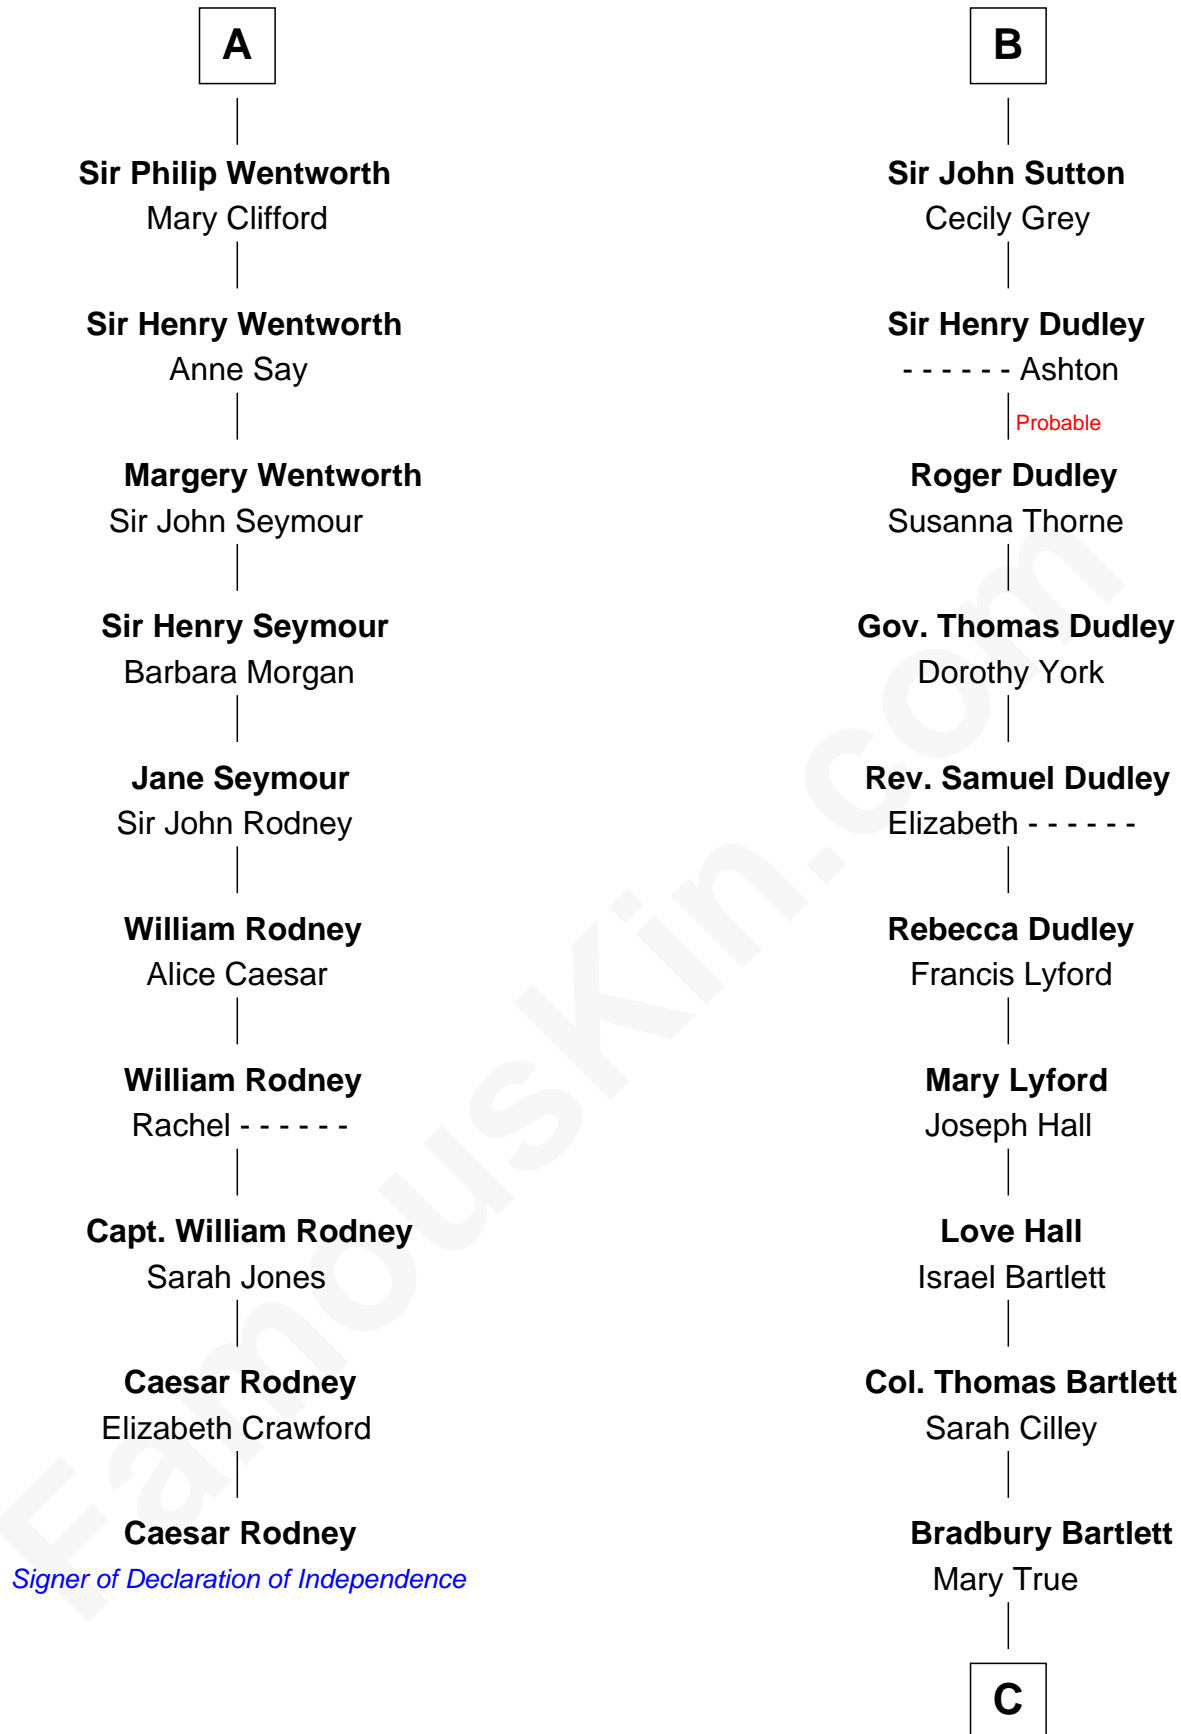 A
Sir Philip Wentworth
Mary Clifford
Sir Henry Wentworth
Anne Say
Margery Wentworth
Sir John Seymour
Sir Henry Seymour
Barbara Morgan
Jane Seymour
Sir John Rodney
William Rodney
Alice Caesar
William Rodney
Rachel - - - - - -
Capt. William Rodney
Sarah Jones
Caesar Rodney
Elizabeth Crawford
Caesar Rodney
Signer of Declaration of Independence
B
Sir John Sutton
Cecily Grey
Sir Henry Dudley
- - - - - - Ashton
Probable
Roger Dudley
Susanna Thorne
Gov. Thomas Dudley
Dorothy York
Rev. Samuel Dudley
Elizabeth - - - - - -
Rebecca Dudley
Francis Lyford
Mary Lyford
Joseph Hall
Love Hall
Israel Bartlett
Col. Thomas Bartlett
Sarah Cilley
Bradbury Bartlett
Mary True
C
FamousKin.com